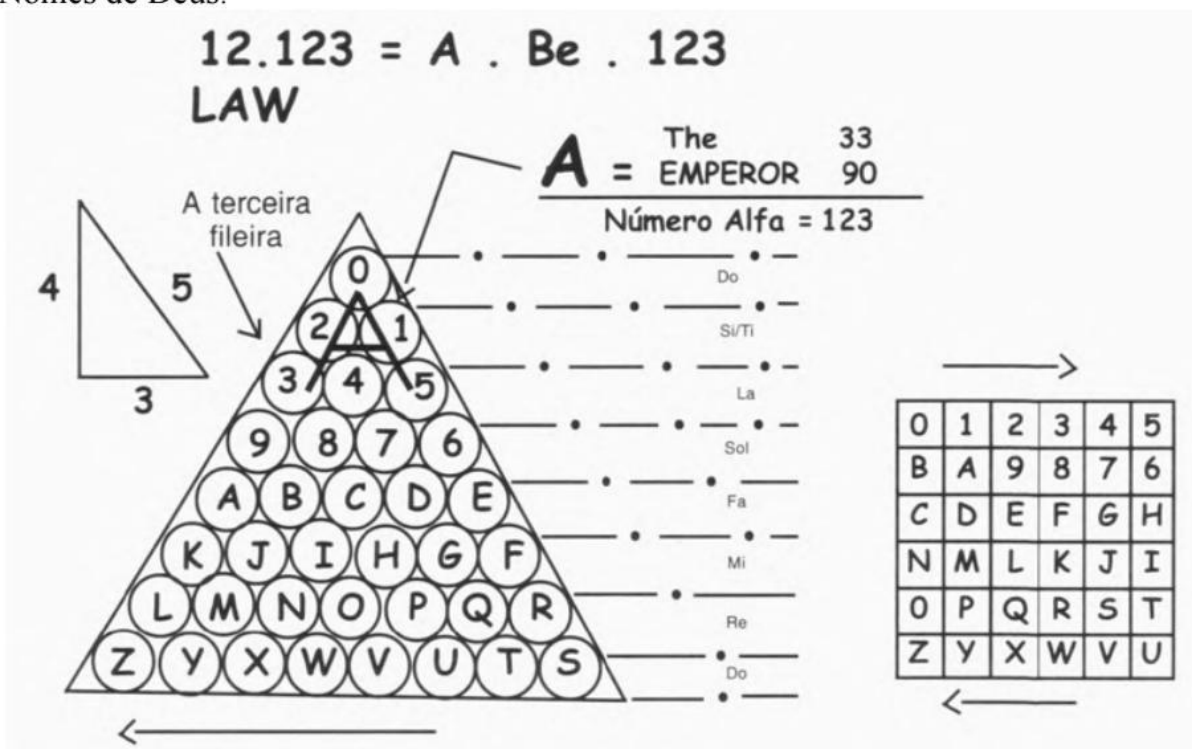 Nomes de Deus.
12.123 = A . Be . 123
LAW
The 33
A = EMPEROR 90
Número Alfa = 123
A terceira
fileira
4
5
3
0
2 1
3 4 5
A
9 8 7 6
A B C D E
K J I H G F
L M N O P Q R
Z Y X W V U T S
Do
Si/Ti
La
Sol
Fa
Mi
Re
Do
0 1 2 3 4 5
B A 9 8 7 6
C D E F G H
N M L K J I
O P Q R S T
Z Y X W V U